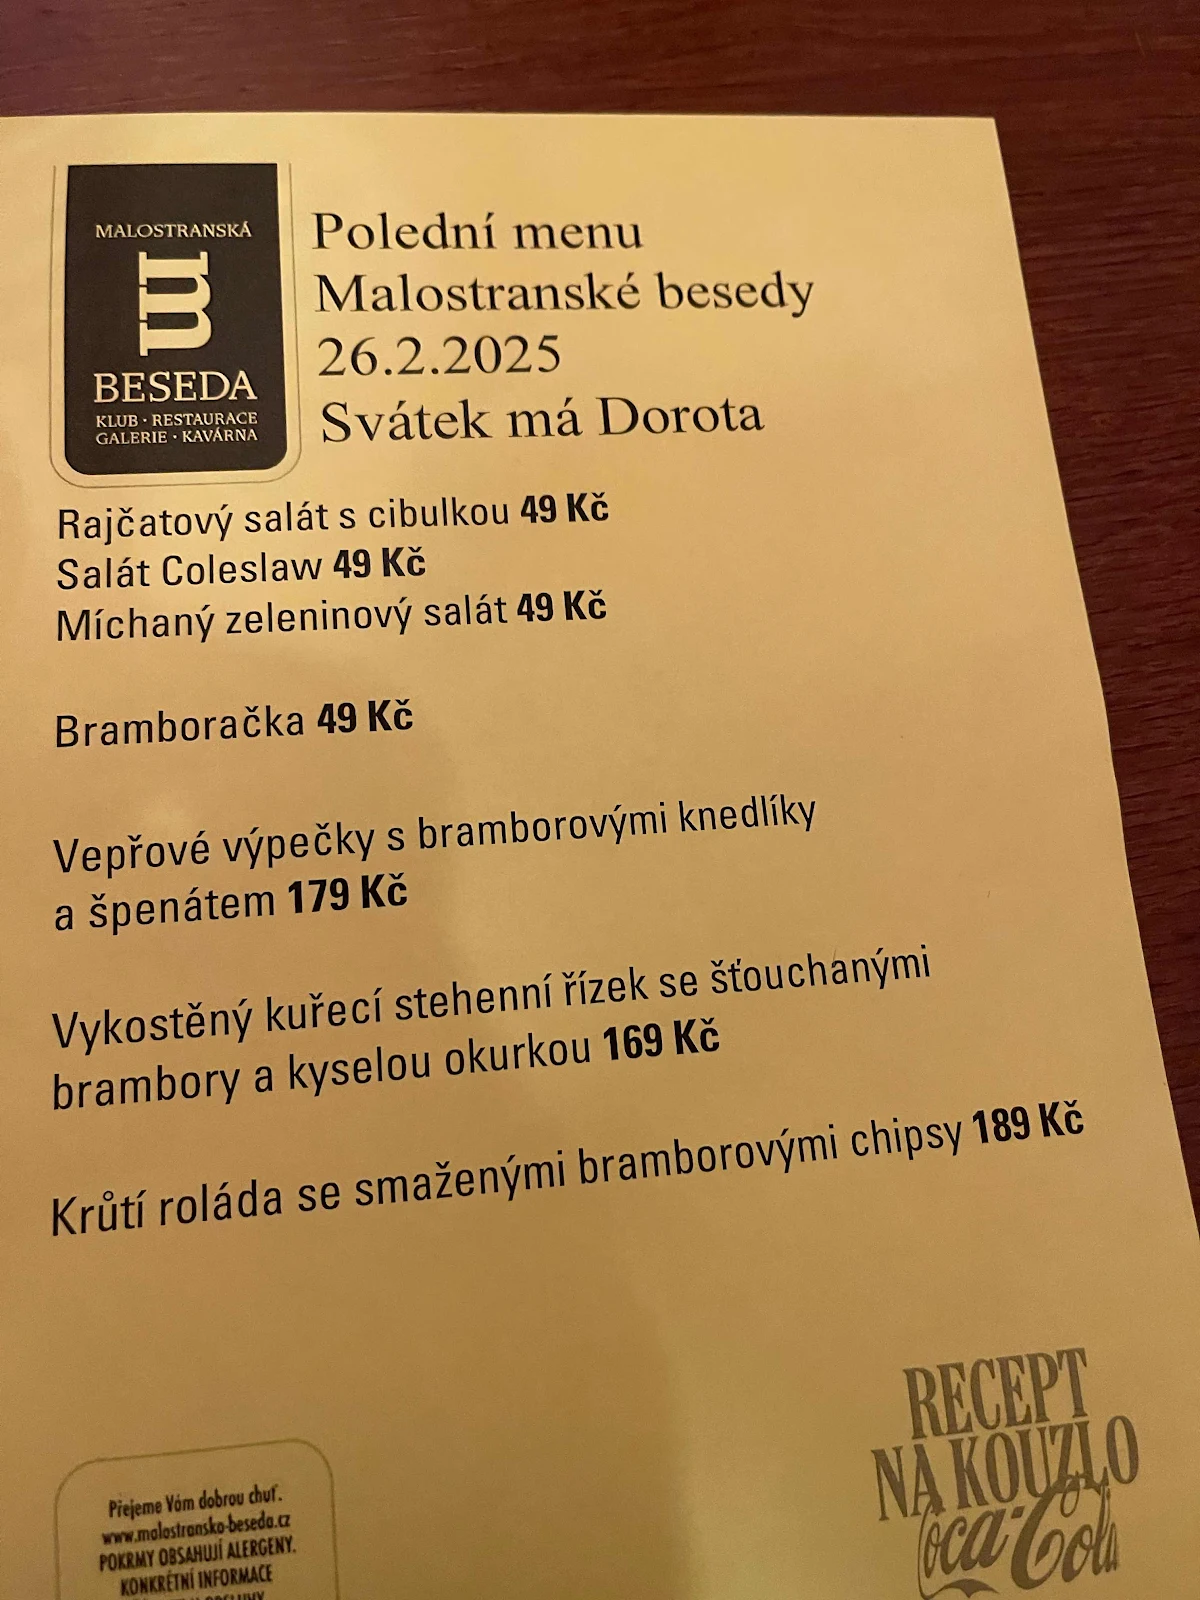 MALOSTRANSKÁ
m
BESEDA
KLUB · RESTAURACE
GALERIE · KAVÁRNA
Polední menu
Malostranské besedy
26.2.2025
Svátek má Dorota
Rajčatový salát s cibulkou 49 Kč
Salát Coleslaw 49 Kč
Míchaný zeleninový salát 49 Kč
Bramboračka 49 Kč
Vepřové výpečky s bramborovými knedlíky
a špenátem 179 Kč
Vykostěný kuřecí stehenní řízek se šťouchanými
brambory a kyselou okurkou 169 Kč
Krůtí roláda se smaženými bramborovými chipsy 189 Kč
RECEPT
NA KOUZLO
Coca-Cola
Přejeme Vám dobrou chuť.
www.malostranska-beseda.cz
POKRMY OBSAHUJÍ ALERGENY.
KONKRÉTNÍ INFORMACE